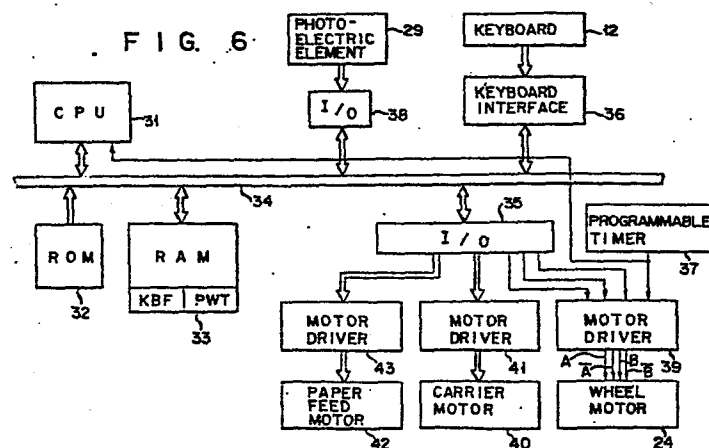 FIG. 6
PHOTO-
ELECTRIC
ELEMENT
29
KEYBOARD
12
CPU
31
I/O
38
KEYBOARD
INTERFACE
36
34
35
I/O
PROGRAMMABLE
TIMER
37
ROM
32
RAM
KBF PWT
33
MOTOR
DRIVER
43
MOTOR
DRIVER
41
MOTOR
DRIVER
39
A
A̅
B
B̅
PAPER
FEED
MOTOR
42
CARRIER
MOTOR
40
WHEEL
MOTOR
24